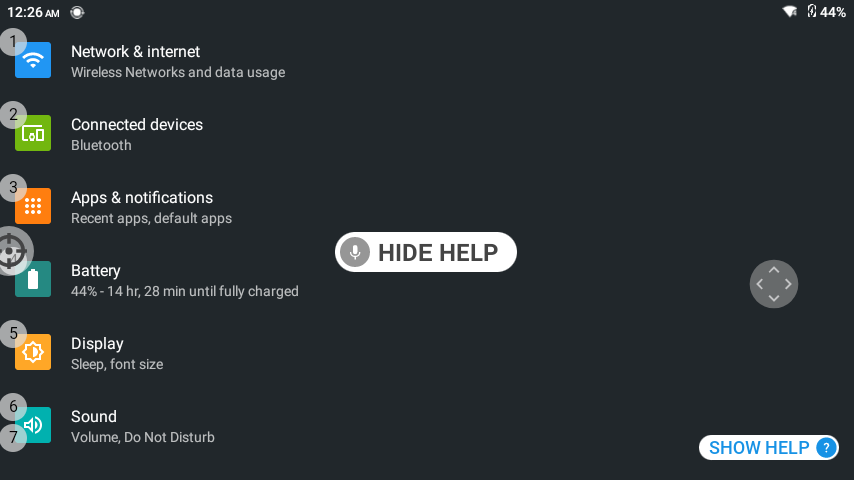 12:26 AM
44%
1
Network & internet
Wireless Networks and data usage
2
Connected devices
Bluetooth
3
Apps & notifications
Recent apps, default apps
HIDE HELP
Battery
44% - 14 hr, 28 min until fully charged
5
Display
Sleep, font size
6
Sound
7
Volume, Do Not Disturb
SHOW HELP ?